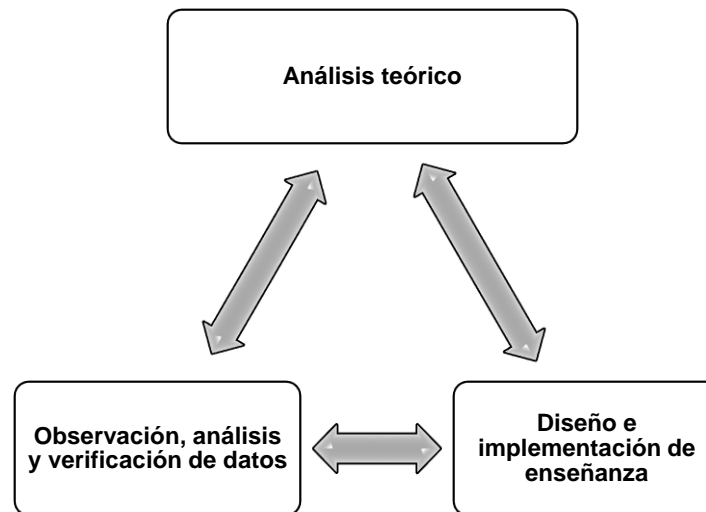 Análisis teórico
Observación, análisis
y verificación de datos
Diseño e
implementación de
enseñanza